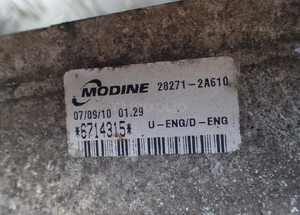 MODINE 28271-2A610
07/09/10 01.29
*6714315* U-ENG/D-ENG